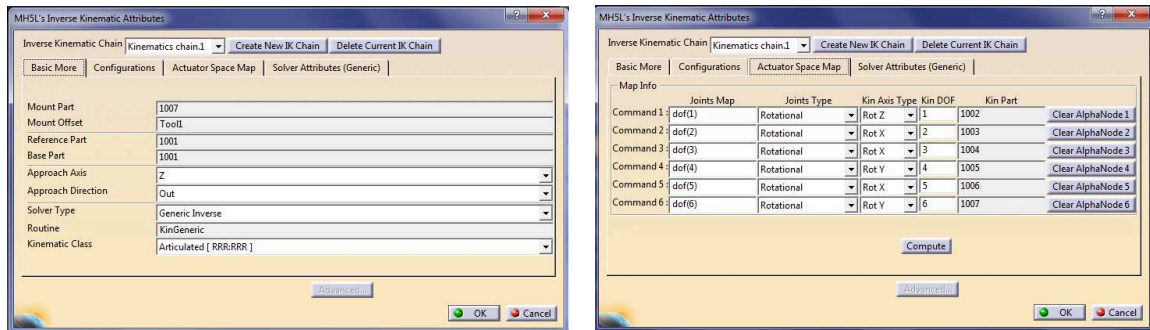 MH5L's Inverse Kinematic Attributes
Inverse Kinematic Chain Kinematics chain.1 Create New IK Chain Delete Current IK Chain
Basic More Configurations Actuator Space Map Solver Attributes (Generic)
Mount Part 1007
Mount Offset Tool1
Reference Part 1001
Base Part 1001
Approach Axis Z
Approach Direction Out
Solver Type Generic Inverse
Routine KinGeneric
Kinematic Class Articulated [ RRR:RRR ]
Advanced...
OK Cancel
MH5L's Inverse Kinematic Attributes
Inverse Kinematic Chain Kinematics chain.1 Create New IK Chain Delete Current IK Chain
Basic More Configurations Actuator Space Map Solver Attributes (Generic)
Map Info
Joints Map Joints Type Kin Axis Type Kin DOF Kin Part
Command 1 : dof(1) Rotational Rot Z 1 1002 Clear AlphaNode 1
Command 2 : dof(2) Rotational Rot X 2 1003 Clear AlphaNode 2
Command 3 : dof(3) Rotational Rot X 3 1004 Clear AlphaNode 3
Command 4 : dof(4) Rotational Rot Y 4 1005 Clear AlphaNode 4
Command 5 : dof(5) Rotational Rot X 5 1006 Clear AlphaNode 5
Command 6 : dof(6) Rotational Rot Y 6 1007 Clear AlphaNode 6
Compute
Advanced...
OK Cancel